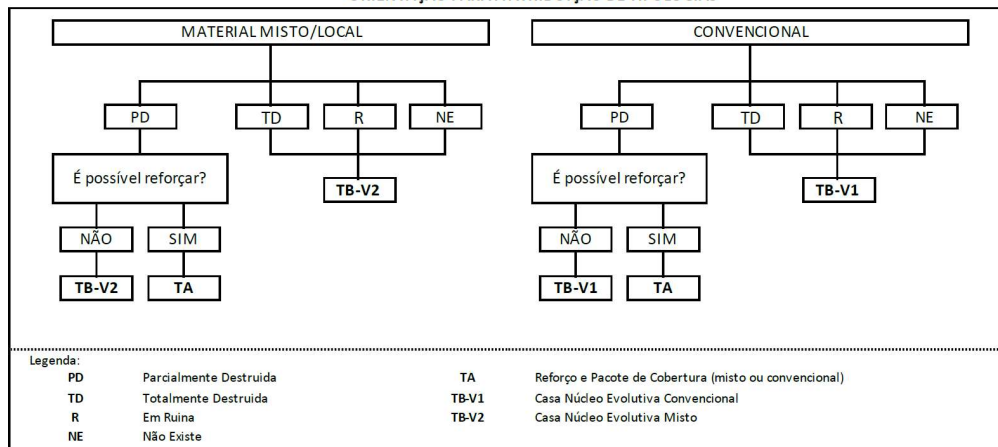 MATERIAL MISTO/LOCAL
CONVENCIONAL
PD
TD
R
NE
PD
TD
R
NE
É possível reforçar?
TB-V2
É possível reforçar?
TB-V1
NÃO
SIM
NÃO
SIM
TB-V2
TA
TB-V1
TA
Legenda:
PD Parcialmente Destruida
TA Reforço e Pacote de Cobertura (misto ou convencional)
TD Totalmente Destruida
TB-V1 Casa Núcleo Evolutiva Convencional
R Em Ruina
TB-V2 Casa Núcleo Evolutiva Misto
NE Não Existe